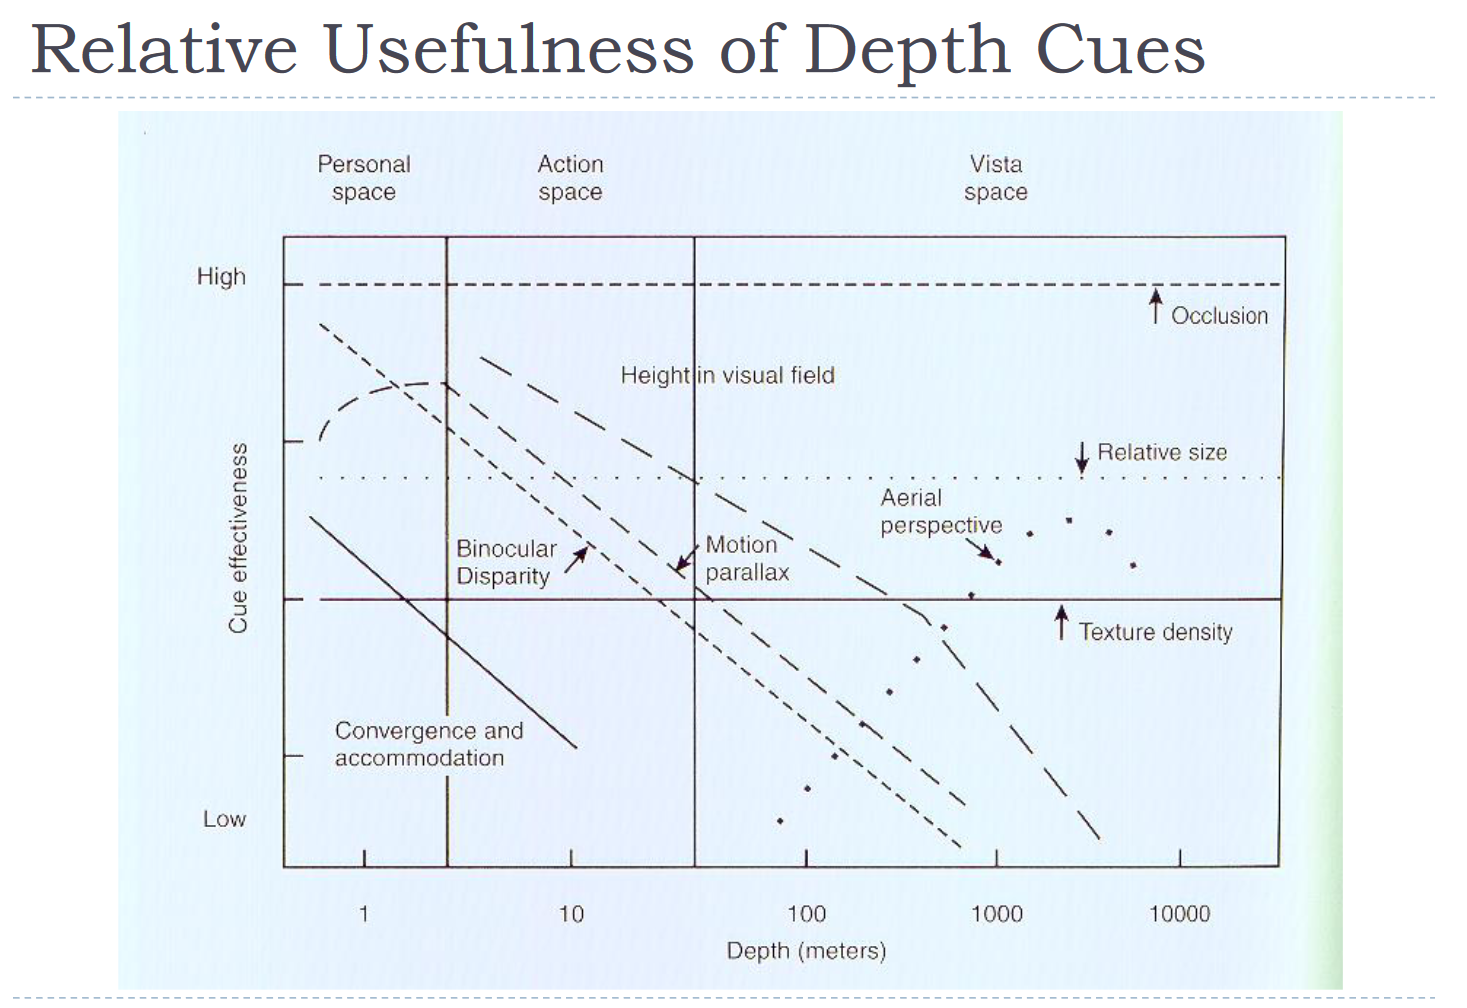 Relative Usefulness of Depth Cues
Personal
space
Action
space
Vista
space
High
Occlusion
Height in visual field
Relative size
Aerial
perspective
Cue effectiveness
Binocular
Disparity
Motion
parallax
Texture density
Convergence and
accommodation
Low
1
10
100
1000
10000
Depth (meters)